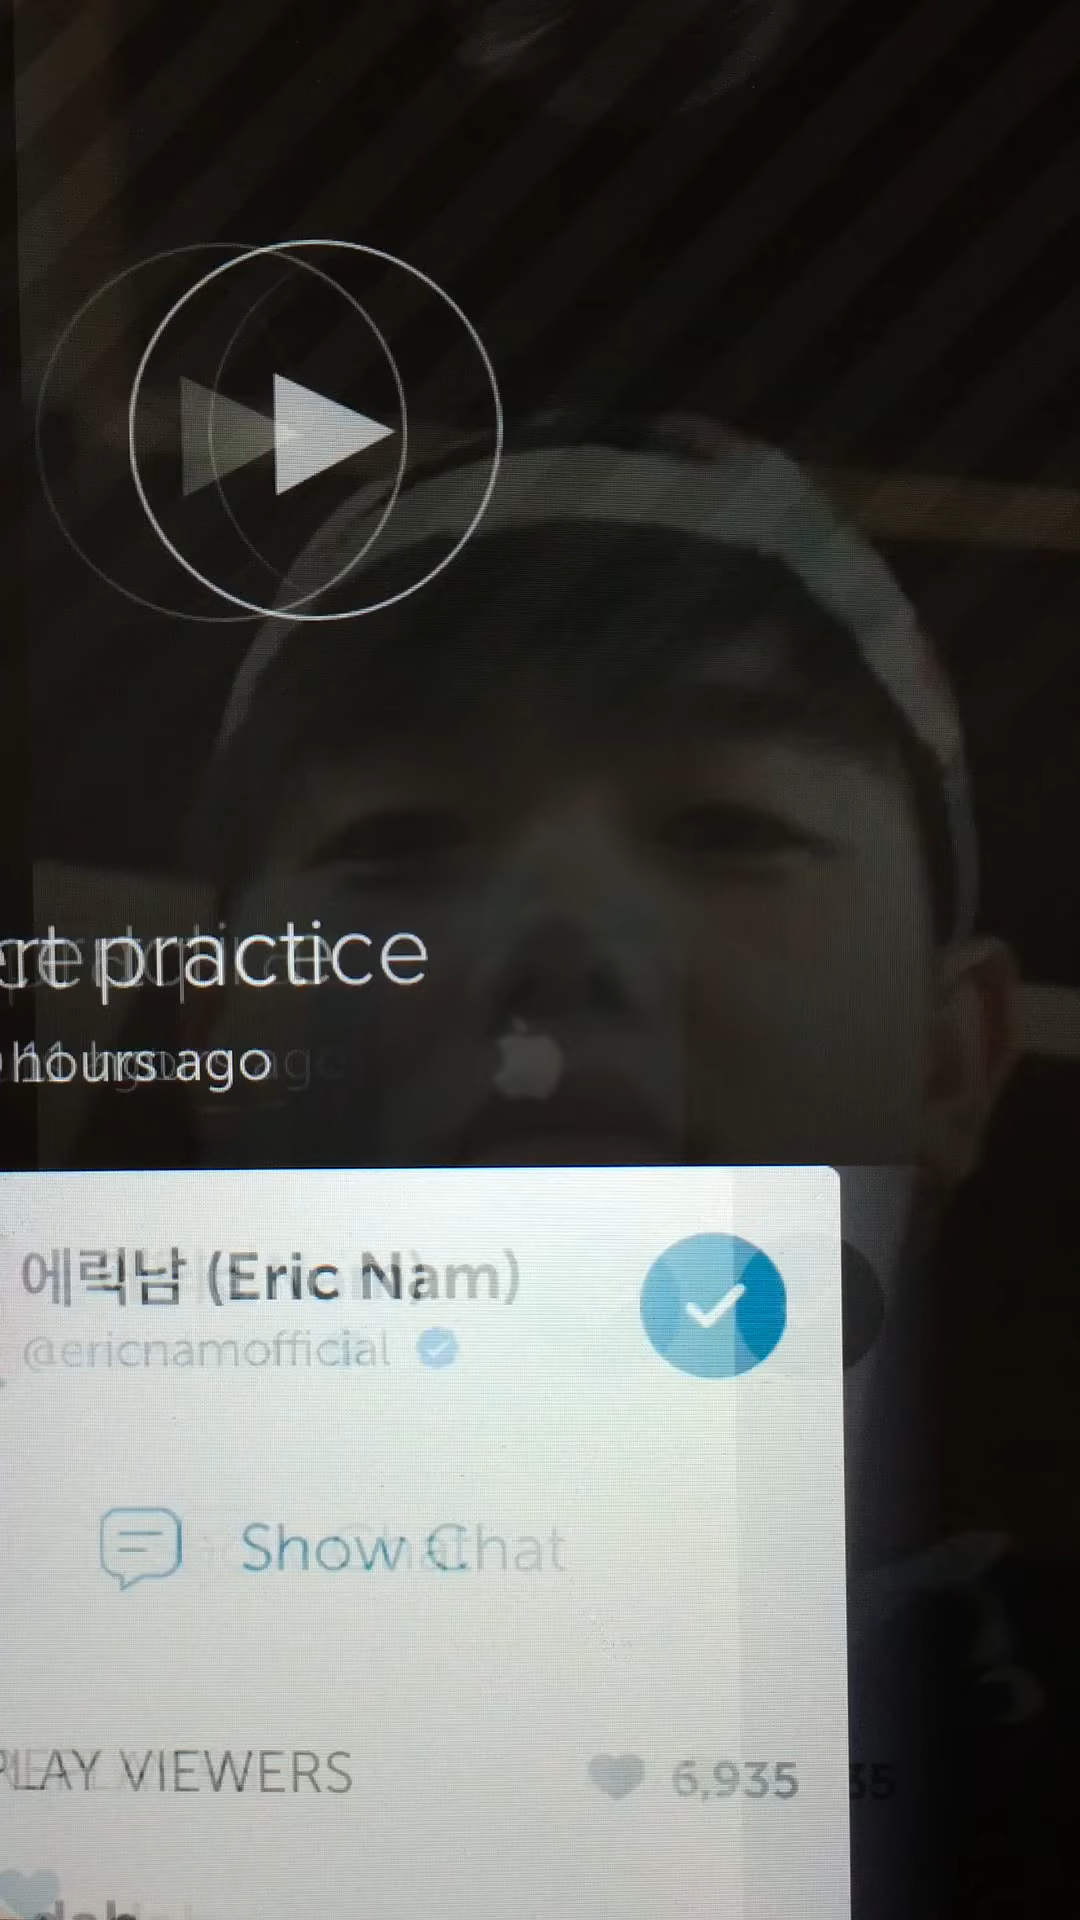 practice
hours ago
에릭남 (Eric Nam)
@ericnamofficial
Show Chat
VIEWERS
6,935